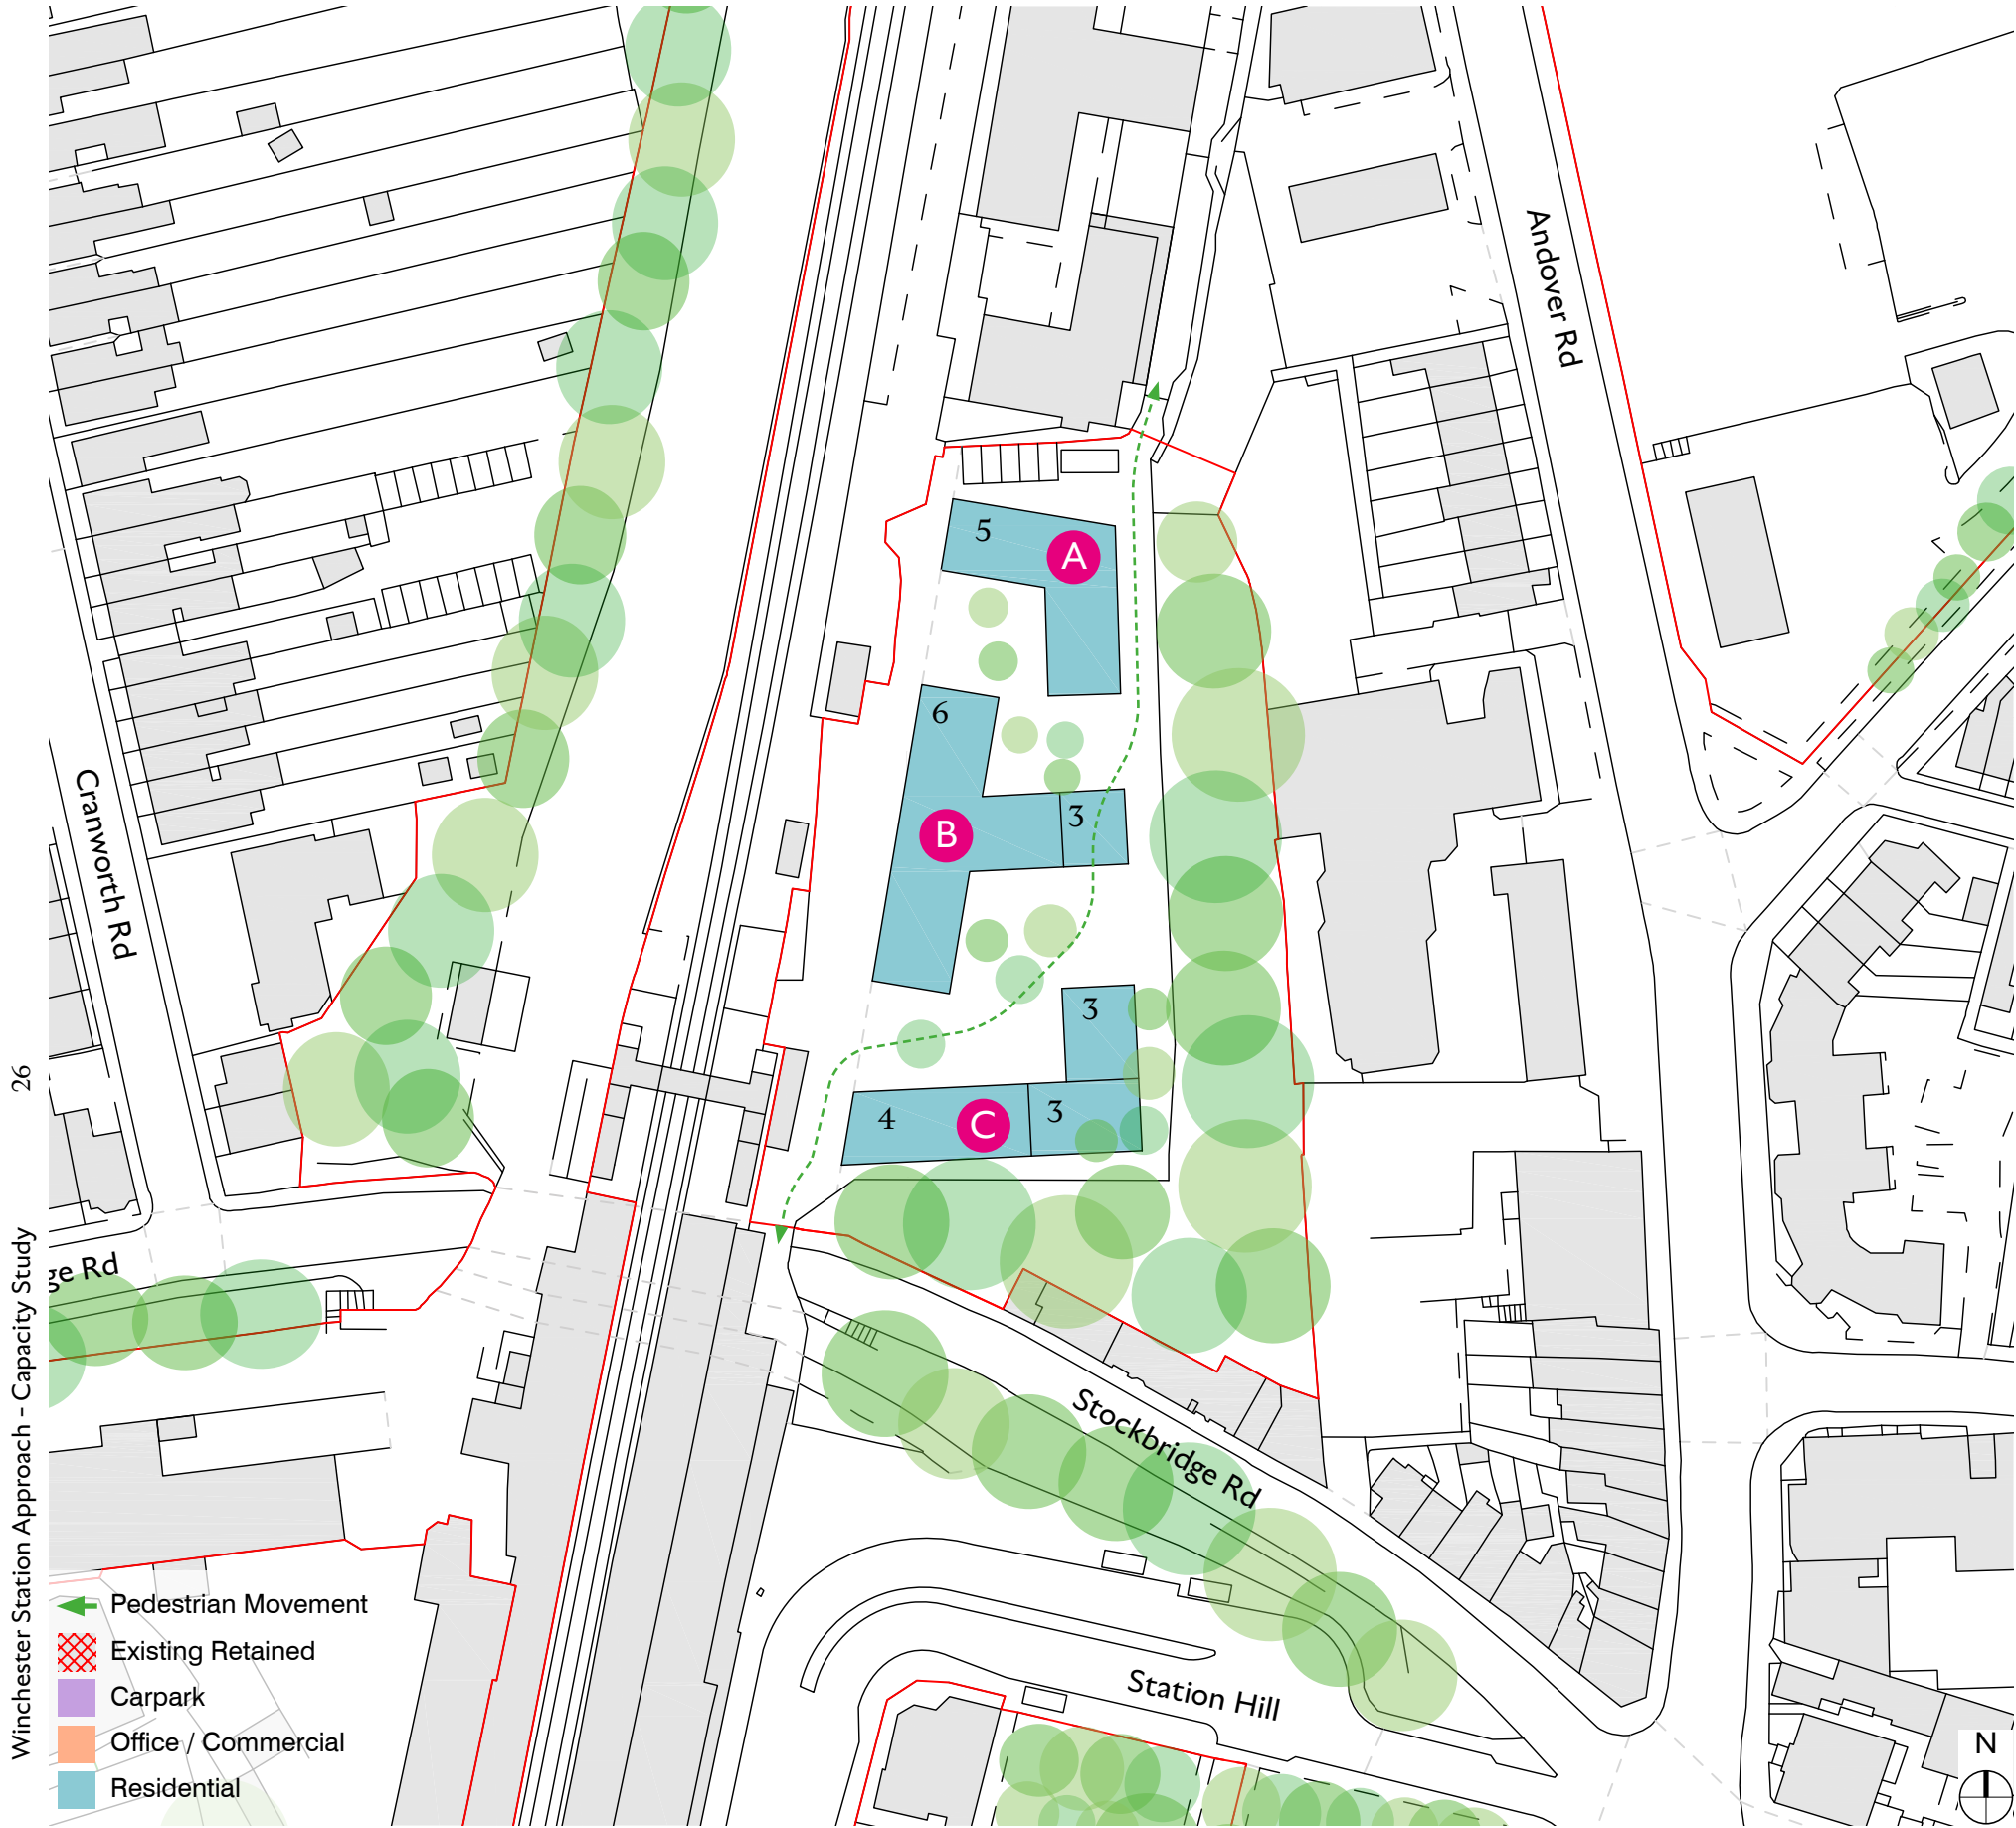 Andover Rd
5
A
6
3
B
Cranworth Rd
3
4
C
3
ge Rd
Stockbridge Rd
Station Hill
26
Winchester Station Approach - Capacity Study
Pedestrian Movement
Existing Retained
Carpark
Office / Commercial
Residential
N